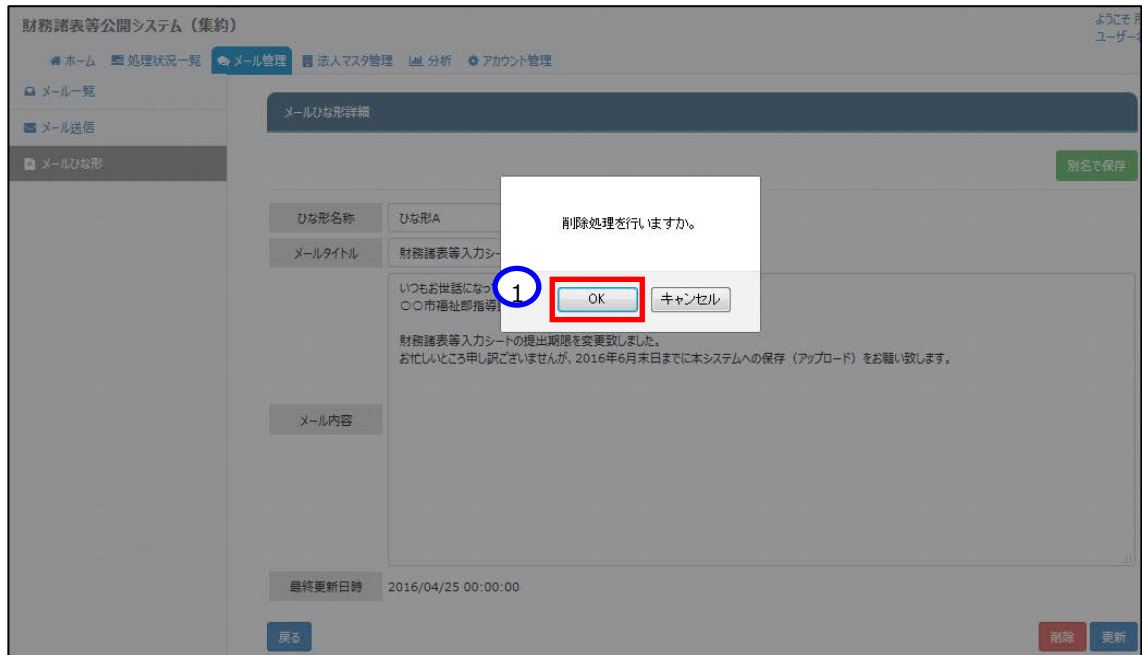 財務諸表等公開システム（集約）
ようこそ
ユーザー
ホーム 処理状況一覧 メール管理 法人マスタ管理 分析 アカウント管理
メール一覧
メール送信
メールひな形
メールひな形詳細
別名で保存
削除処理を行いますか。
1 OK キャンセル
ひな形名称 ひな形A
メールタイトル 財務諸表等入力シー
いつもお世話になっ
〇〇市福祉部指導
財務諸表等入力シートの提出期限を変更致しました。
お忙しいところ申し訳ございませんが、2016年6月末日までに本システムへの保存（アップロード）をお願い致します。
メール内容
最終更新日時 2016/04/25 00:00:00
戻る 削除 更新